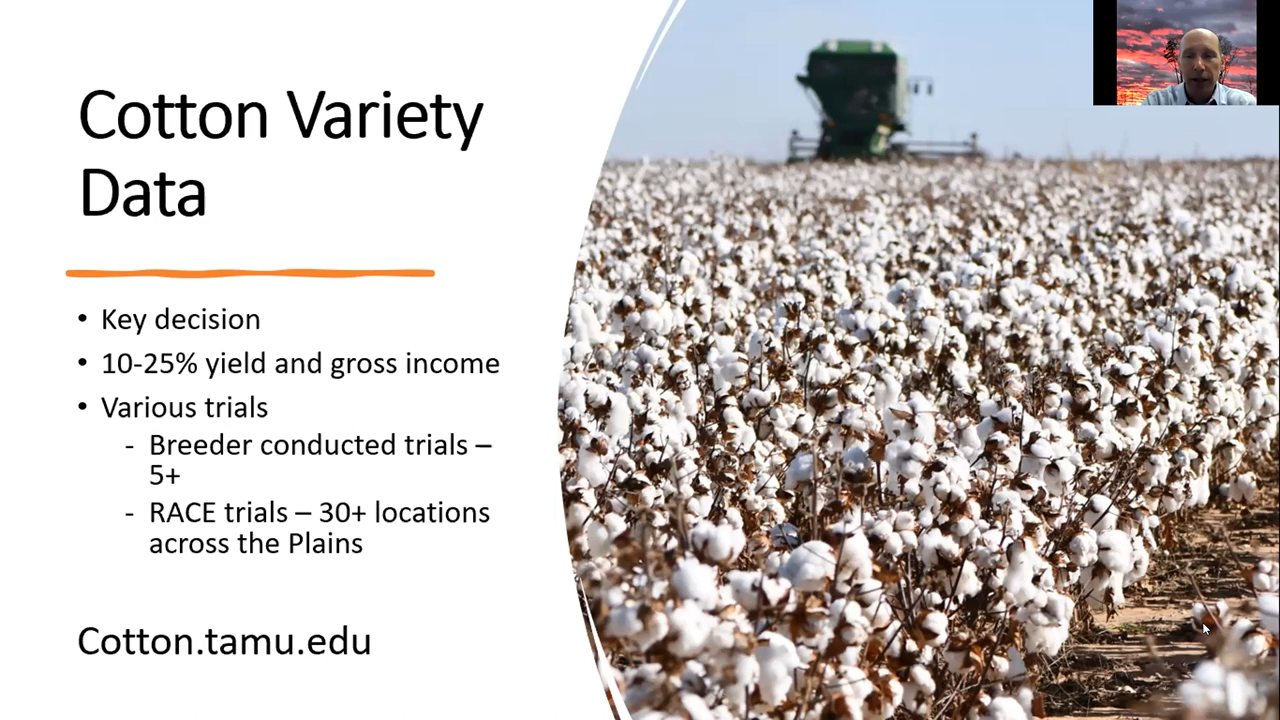 Cotton Variety
Data
• Key decision
• 10-25% yield and gross income
• Various trials
- Breeder conducted trials –
5+
- RACE trials – 30+ locations
across the Plains
Cotton.tamu.edu